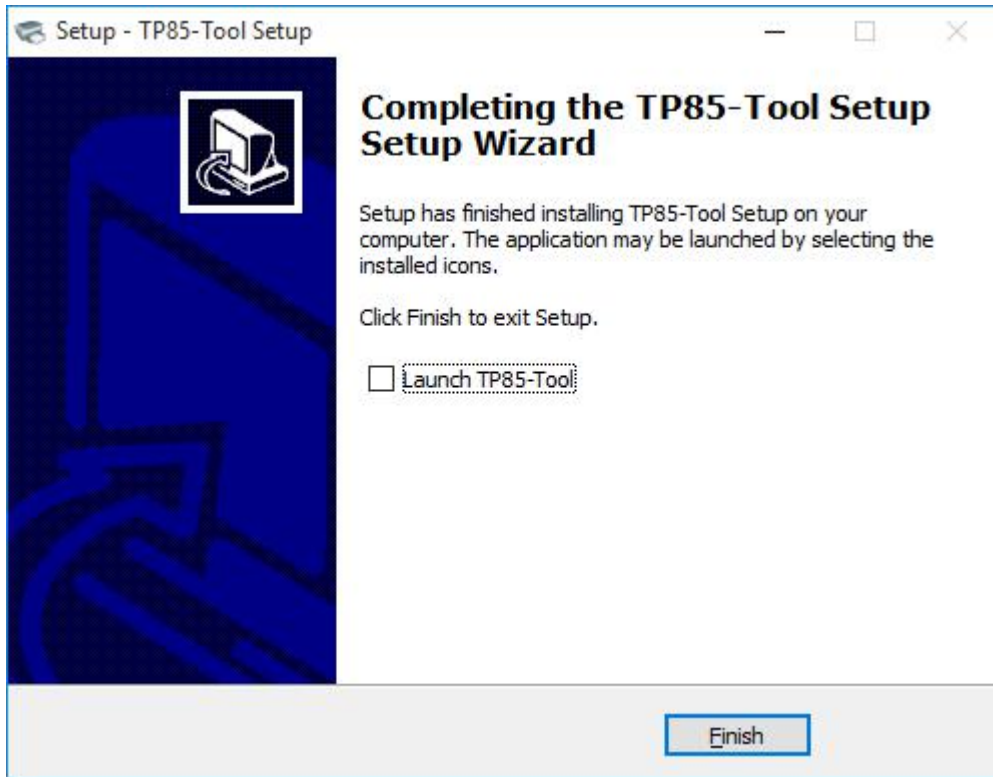 Setup - TP85-Tool Setup
Completing the TP85-Tool Setup
Setup Wizard
Setup has finished installing TP85-Tool Setup on your
computer. The application may be launched by selecting the
installed icons.
Click Finish to exit Setup.
Launch TP85-Tool
Finish